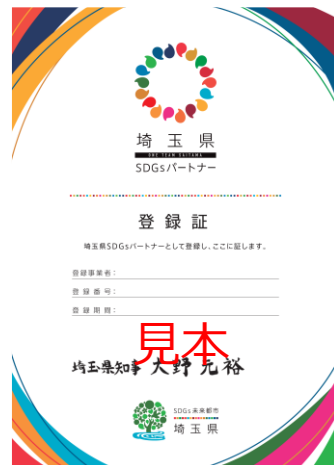 埼玉県
ONE TEAM SAITAMA
SDGsパートナー
登録証
埼玉県SDGsパートナーとして登録し、ここに証します。
登録事業者：
登録番号：
登録期間：
見本
埼玉県知事 大野元裕
SDGs未来都市
埼玉県